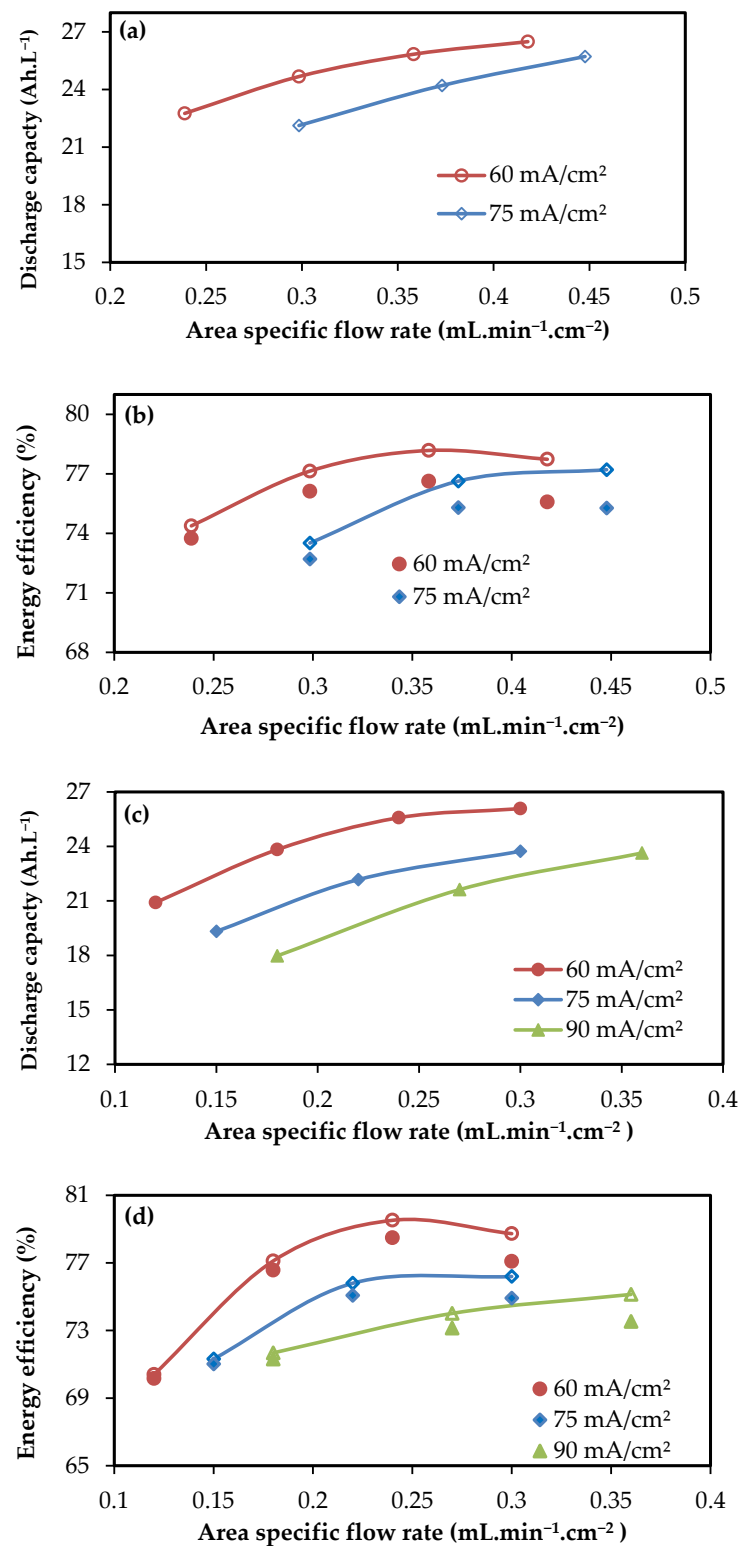 (a)
Discharge capacty (Ah.L⁻¹)
27
24
21
18
15
60 mA/cm²
75 mA/cm²
0.2 0.25 0.3 0.35 0.4 0.45 0.5
Area specific flow rate (mL.min⁻¹.cm⁻²)
(b)
Energy efficiency (%)
80
77
74
71
68
60 mA/cm²
75 mA/cm²
0.2 0.25 0.3 0.35 0.4 0.45 0.5
Area specific flow rate (mL.min⁻¹.cm⁻²)
(c)
Discharge capacity (Ah.L⁻¹)
27
24
21
18
15
12
60 mA/cm²
75 mA/cm²
90 mA/cm²
0.1 0.15 0.2 0.25 0.3 0.35 0.4
Area specific flow rate (mL.min⁻¹.cm⁻² )
(d)
Energy efficiency (%)
81
77
73
69
65
60 mA/cm²
75 mA/cm²
90 mA/cm²
0.1 0.15 0.2 0.25 0.3 0.35 0.4
Area specific flow rate (mL.min⁻¹.cm⁻² )